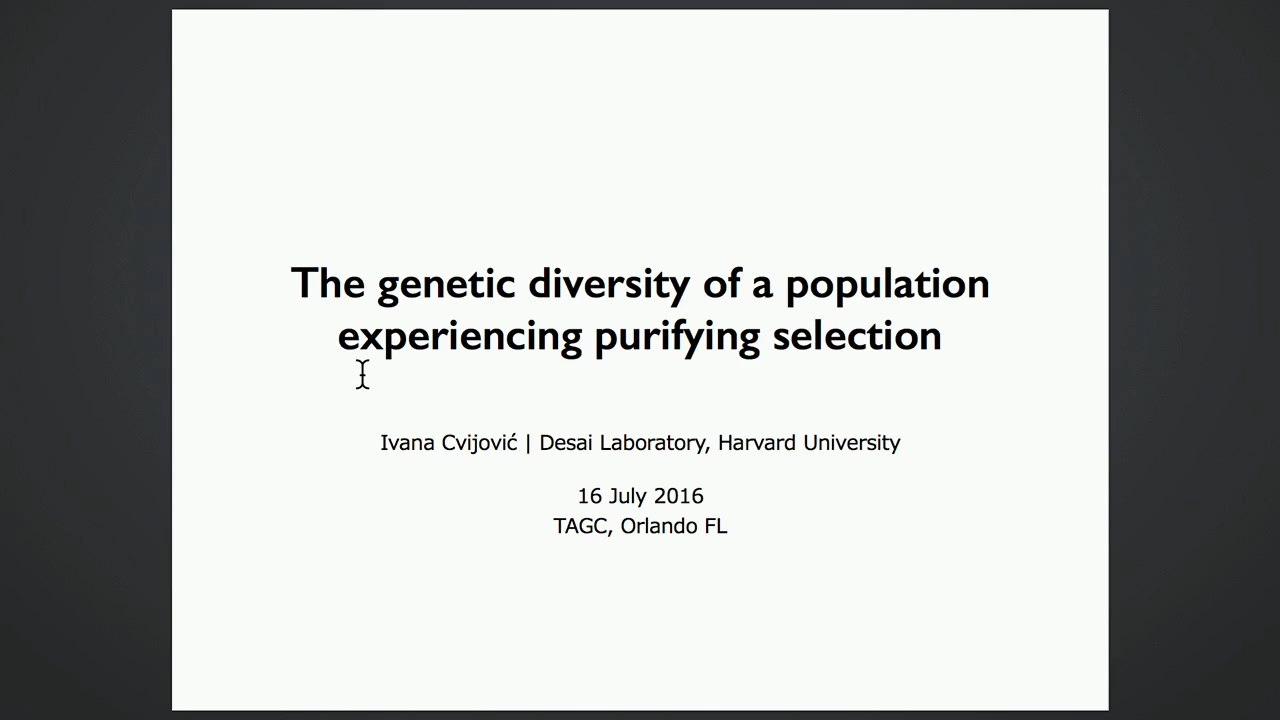 The genetic diversity of a population
experiencing purifying selection
Ivana Cvijović | Desai Laboratory, Harvard University
16 July 2016
TAGC, Orlando FL